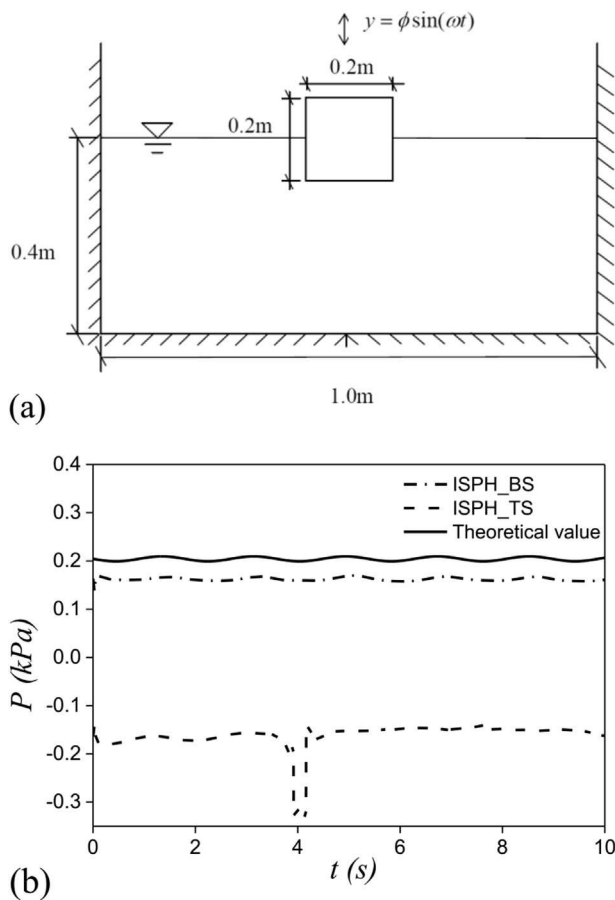 y = ϕ sin(ωt)
0.2m
0.2m
0.4m
1.0m
(a)
0.4
0.3
0.2
0.1
0.0
-0.1
-0.2
-0.3
P (kPa)
ISPH_BS
ISPH_TS
Theoretical value
0 2 4 6 8 10
t (s)
(b)